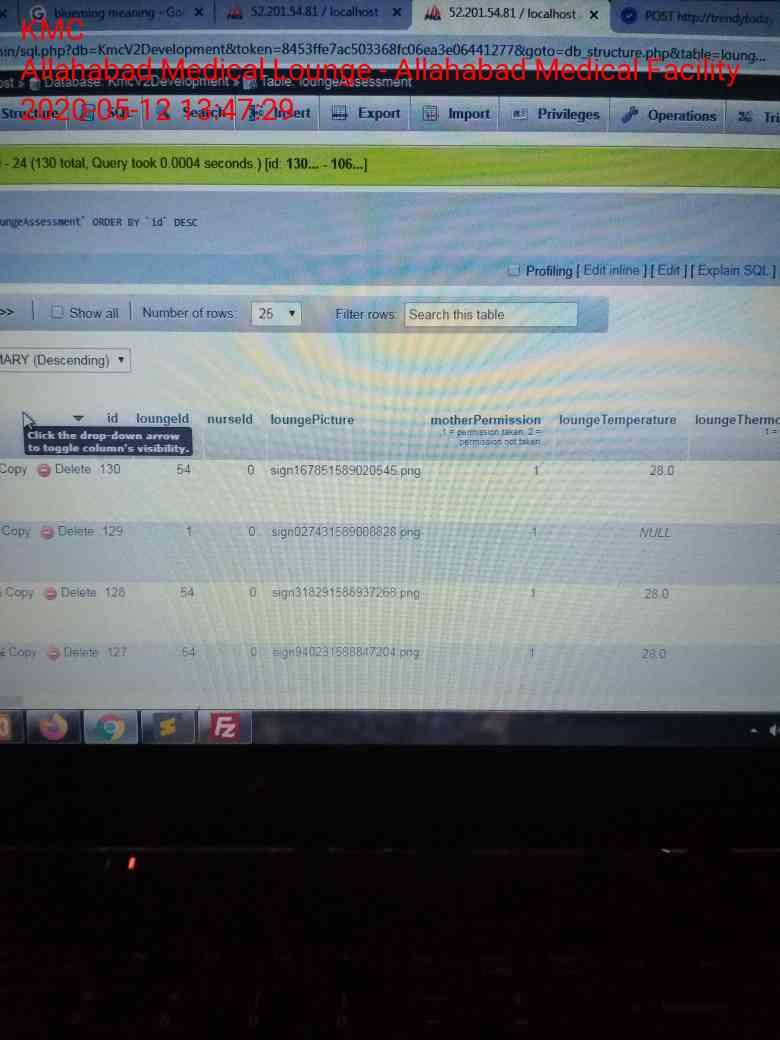 blueming meaning - Go
52.201.54.81 / localhost
52.201.54.81 / localhost
POST http://trendytoday
KMC
in/sql.php?db=KmcV2Development&token=8453ffe7ac503368fc06ea3e06441277&goto=db_structure.php&table=loung...
Allahabad Medical Lounge - Allahabad Medical Facility
Database: KmcV2Development » Table: loungeAssessment
2020-05-12 13:47:29
Structure SQL Search Insert Export Import Privileges Operations Tri
- 24 (130 total, Query took 0.0004 seconds.) [id: 130... - 106...]
ungeAssessment` ORDER BY `id` DESC
Profiling [ Edit inline ] [ Edit ] [ Explain SQL ]
>> Show all Number of rows: 25 Filter rows: Search this table
MARY (Descending)
id loungeId nurseId loungePicture motherPermission loungeTemperature loungeThermo
1 = permission taken, 2 = 1 =
permission not taken
Click the drop-down arrow
to toggle column's visibility.
Copy Delete 130 54 0 sign167851589020545.png 1 28.0
Copy Delete 129 1 0 sign027431589008828.png 1 NULL
Copy Delete 128 54 0 sign318291588937268.png 1 28.0
Copy Delete 127 54 0 sign940231588847204.png 1 28.0
Fz